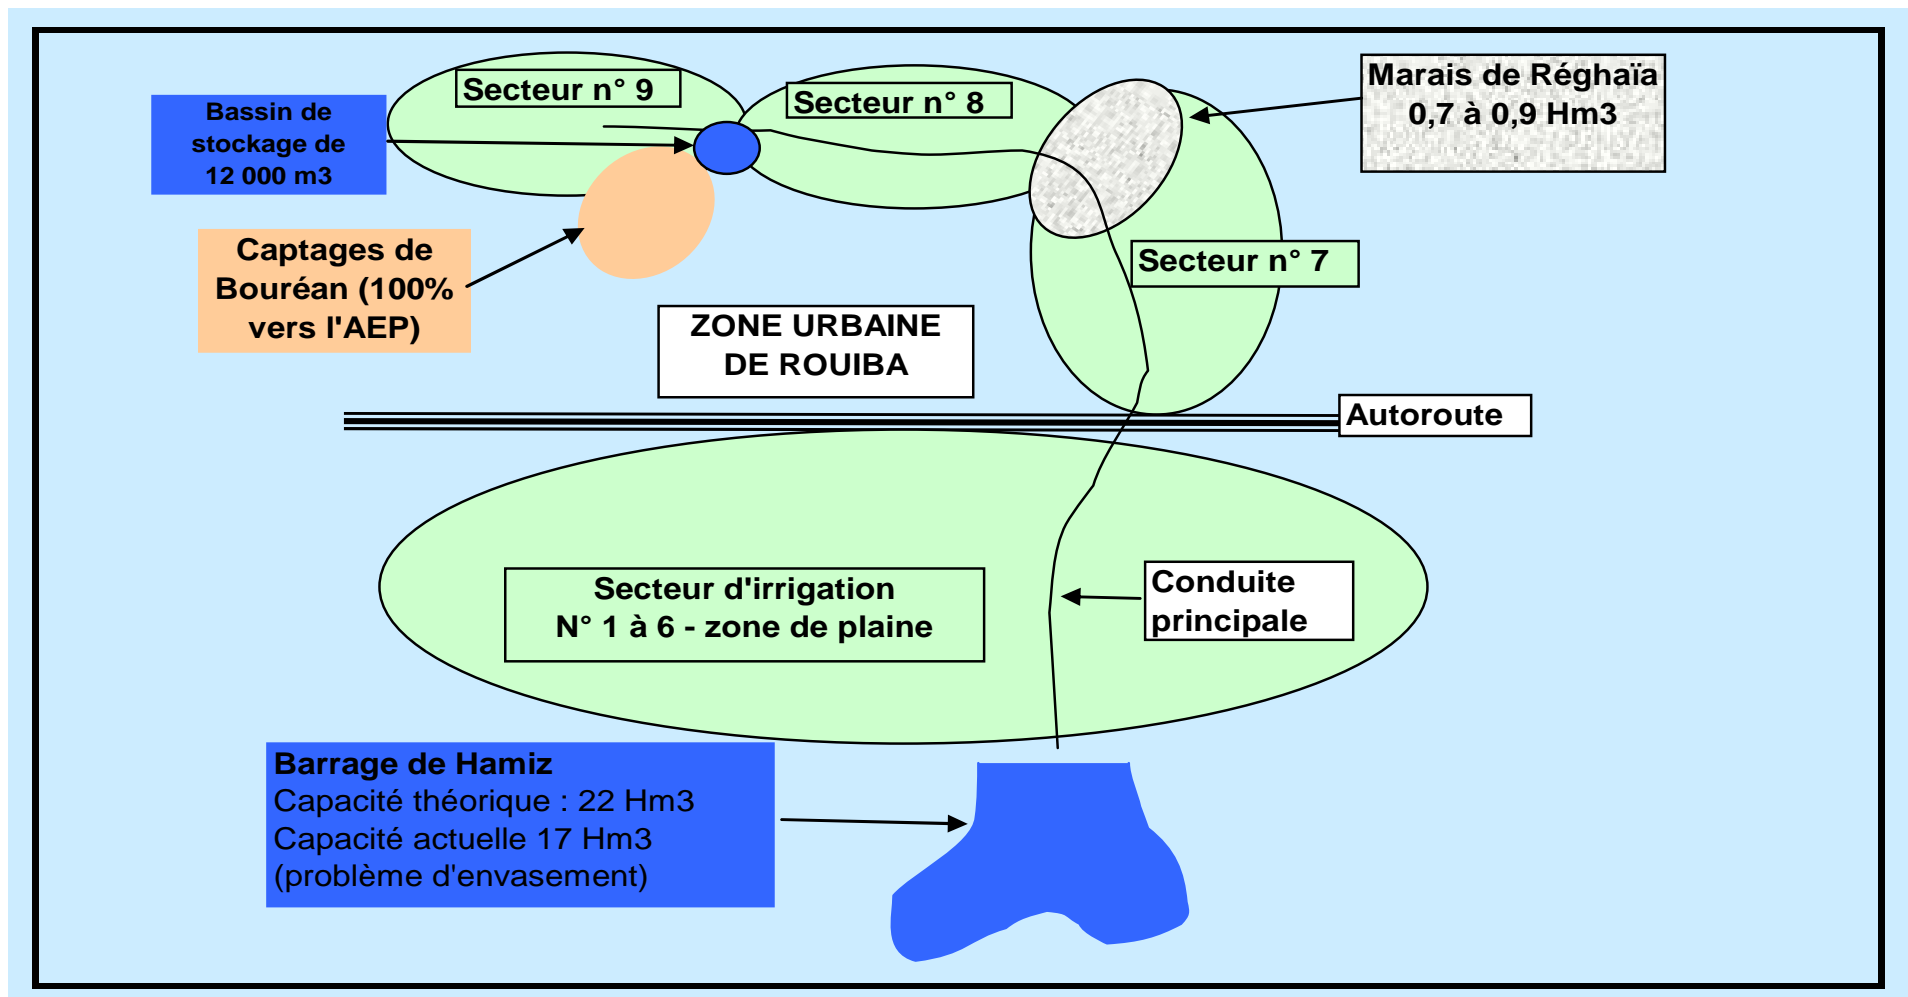 Secteur n° 9
Secteur n° 8
Marais de Réghaïa
0,7 à 0,9 Hm3
Bassin de
stockage de
12 000 m3
Captages de
Bouréan (100%
vers l'AEP)
Secteur n° 7
ZONE URBAINE
DE ROUIBA
Autoroute
Secteur d'irrigation
N° 1 à 6 - zone de plaine
Conduite
principale
Barrage de Hamiz
Capacité théorique : 22 Hm3
Capacité actuelle 17 Hm3
(problème d'envasement)